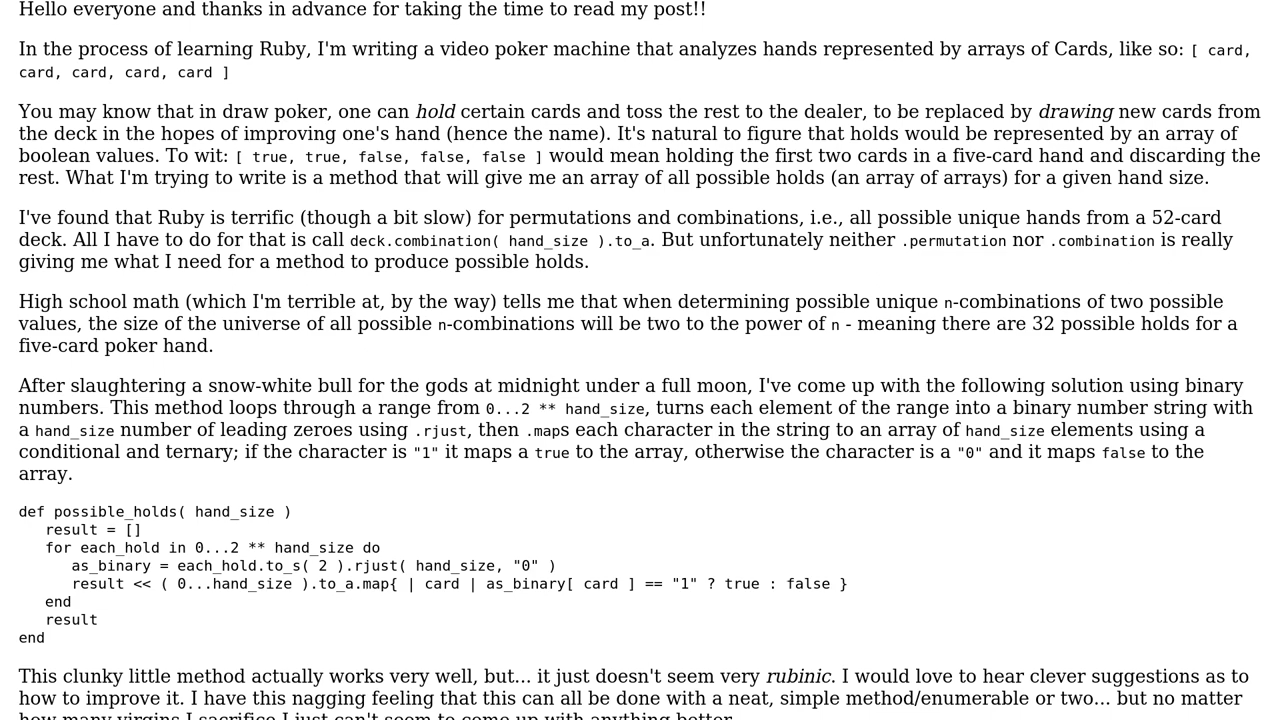 Hello everyone and thanks in advance for taking the time to read my post!!
In the process of learning Ruby, I'm writing a video poker machine that analyzes hands represented by arrays of Cards, like so: [ card,
card, card, card, card ]
You may know that in draw poker, one can hold certain cards and toss the rest to the dealer, to be replaced by drawing new cards from
the deck in the hopes of improving one's hand (hence the name). It's natural to figure that holds would be represented by an array of
boolean values. To wit: [ true, true, false, false, false ] would mean holding the first two cards in a five-card hand and discarding the
rest. What I'm trying to write is a method that will give me an array of all possible holds (an array of arrays) for a given hand size.
I've found that Ruby is terrific (though a bit slow) for permutations and combinations, i.e., all possible unique hands from a 52-card
deck. All I have to do for that is call deck.combination( hand_size ).to_a. But unfortunately neither .permutation nor .combination is really
giving me what I need for a method to produce possible holds.
High school math (which I'm terrible at, by the way) tells me that when determining possible unique n-combinations of two possible
values, the size of the universe of all possible n-combinations will be two to the power of n - meaning there are 32 possible holds for a
five-card poker hand.
After slaughtering a snow-white bull for the gods at midnight under a full moon, I've come up with the following solution using binary
numbers. This method loops through a range from 0...2 ** hand_size, turns each element of the range into a binary number string with
a hand_size number of leading zeroes using .rjust, then .maps each character in the string to an array of hand_size elements using a
conditional and ternary; if the character is "1" it maps a true to the array, otherwise the character is a "0" and it maps false to the
array.
def possible_holds( hand_size )
   result = []
   for each_hold in 0...2 ** hand_size do
      as_binary = each_hold.to_s( 2 ).rjust( hand_size, "0" )
      result << ( 0...hand_size ).to_a.map{ | card | as_binary[ card ] == "1" ? true : false }
   end
   result
end
This clunky little method actually works very well, but... it just doesn't seem very rubinic. I would love to hear clever suggestions as to
how to improve it. I have this nagging feeling that this can all be done with a neat, simple method/enumerable or two... but no matter
how many virgins I sacrifice I just can't seem to come up with anything better.